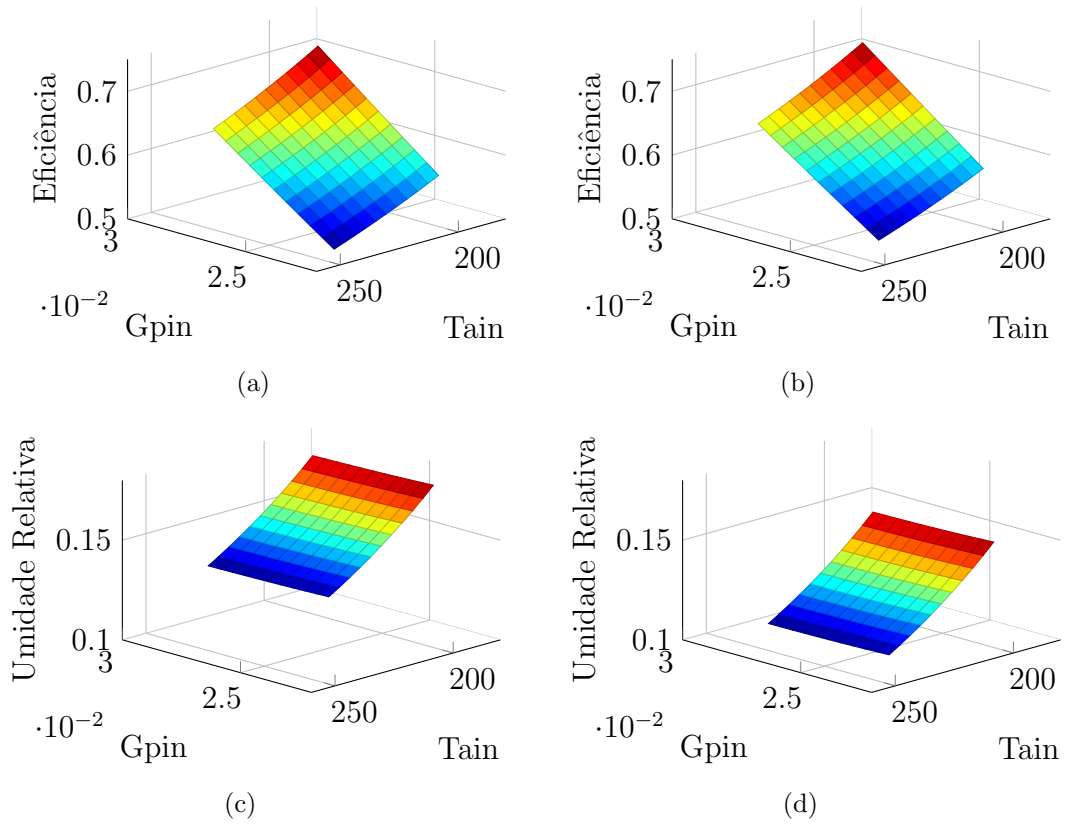 Eficiência
0.7
0.6
0.5
3
2.5
·10−2
Gpin
250
200
Tain
(a)
Eficiência
0.7
0.6
0.5
3
2.5
·10−2
Gpin
250
200
Tain
(b)
Umidade Relativa
0.15
0.1
3
2.5
·10−2
Gpin
250
200
Tain
(c)
Umidade Relativa
0.15
0.1
3
2.5
·10−2
Gpin
250
200
Tain
(d)